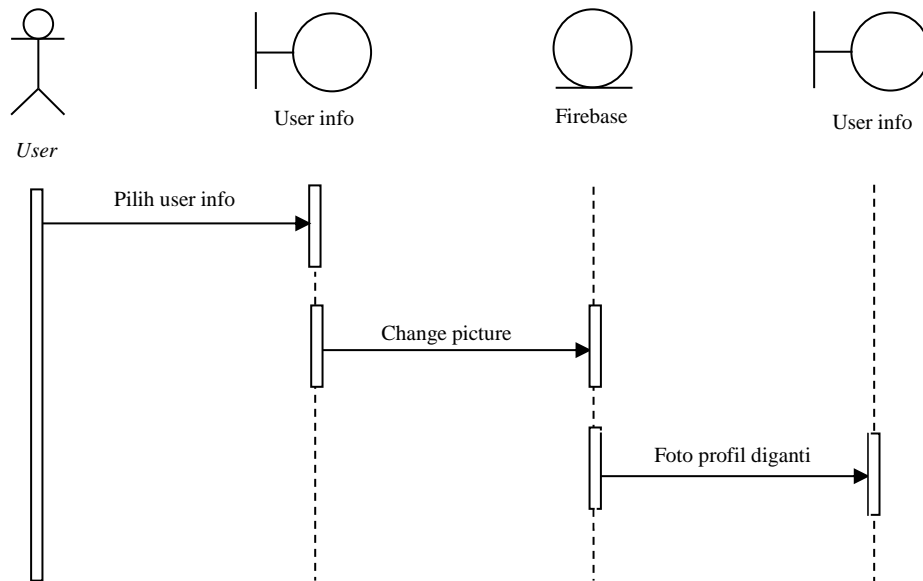 User info
Firebase
User info
User
Pilih user info
Change picture
Foto profil diganti